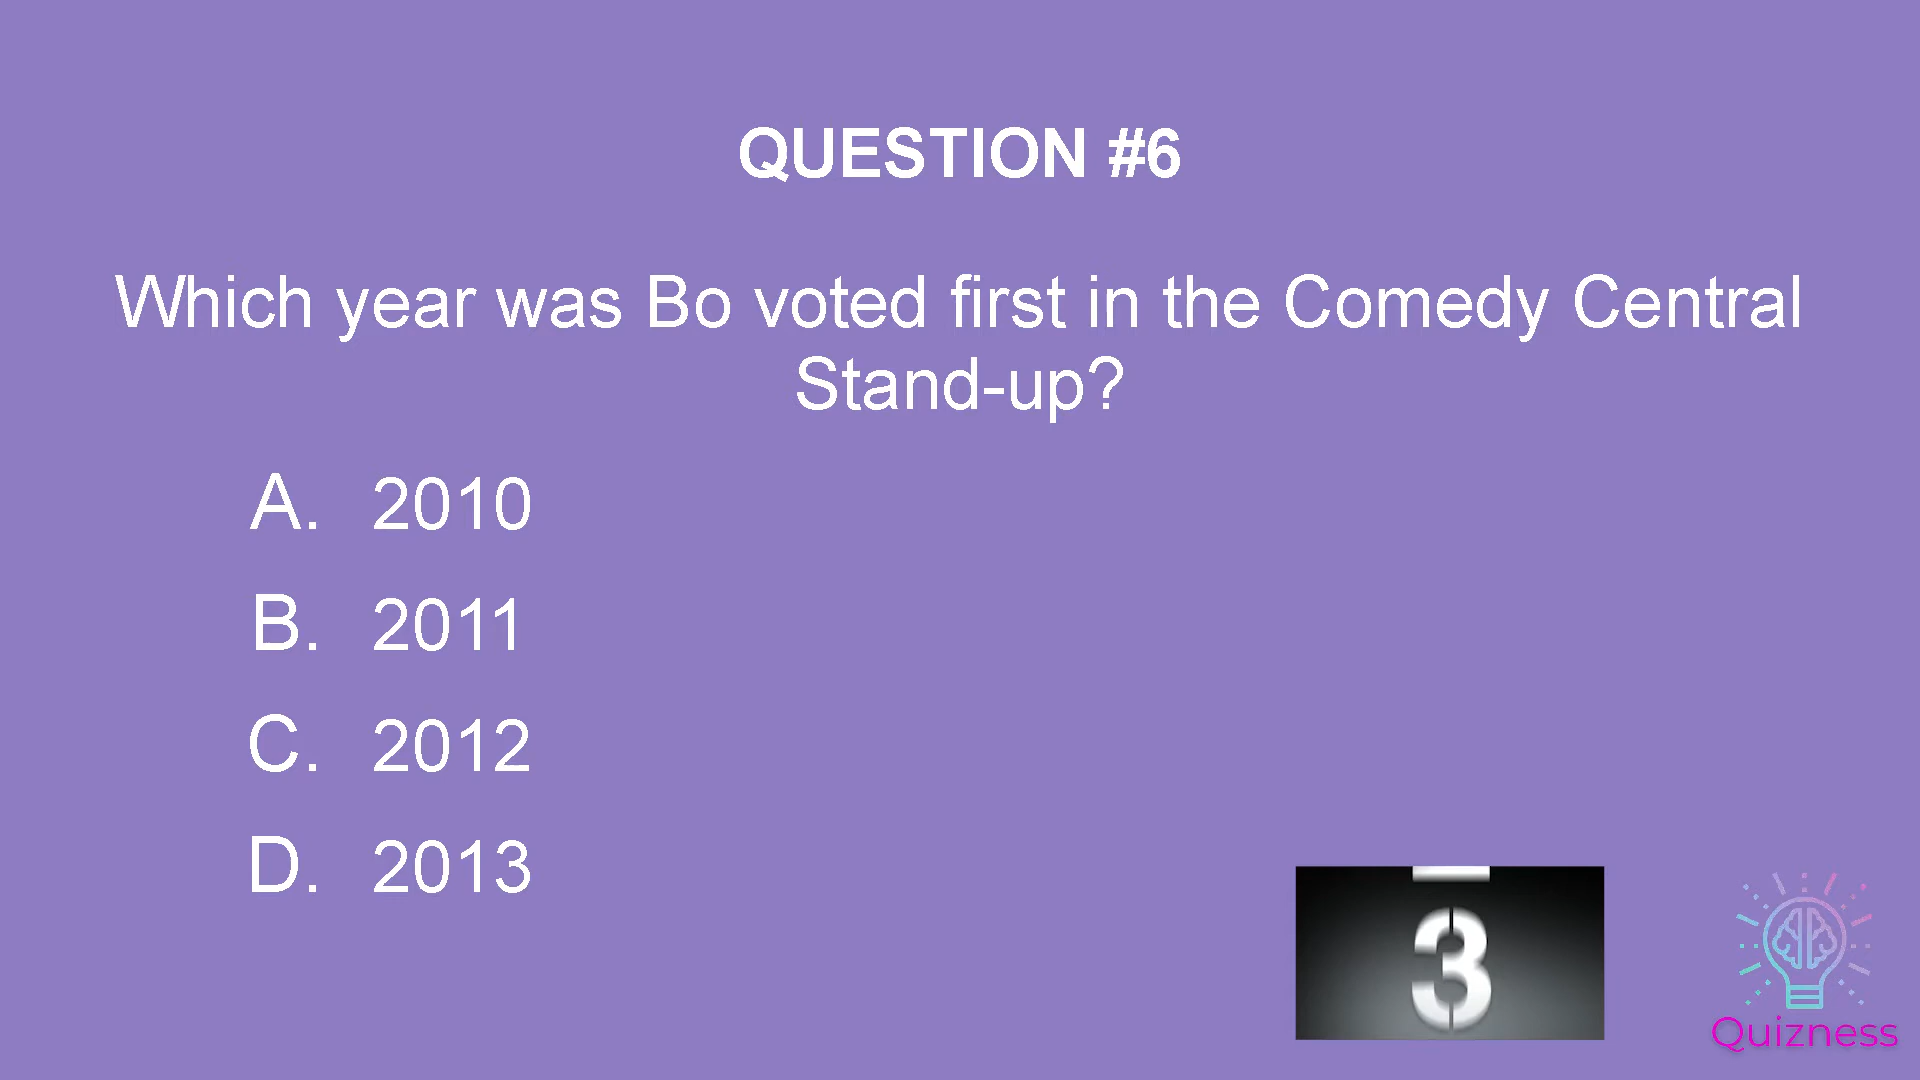 QUESTION #6
Which year was Bo voted first in the Comedy Central
Stand-up?
A. 2010
B. 2011
C. 2012
D. 2013
3
Quizness